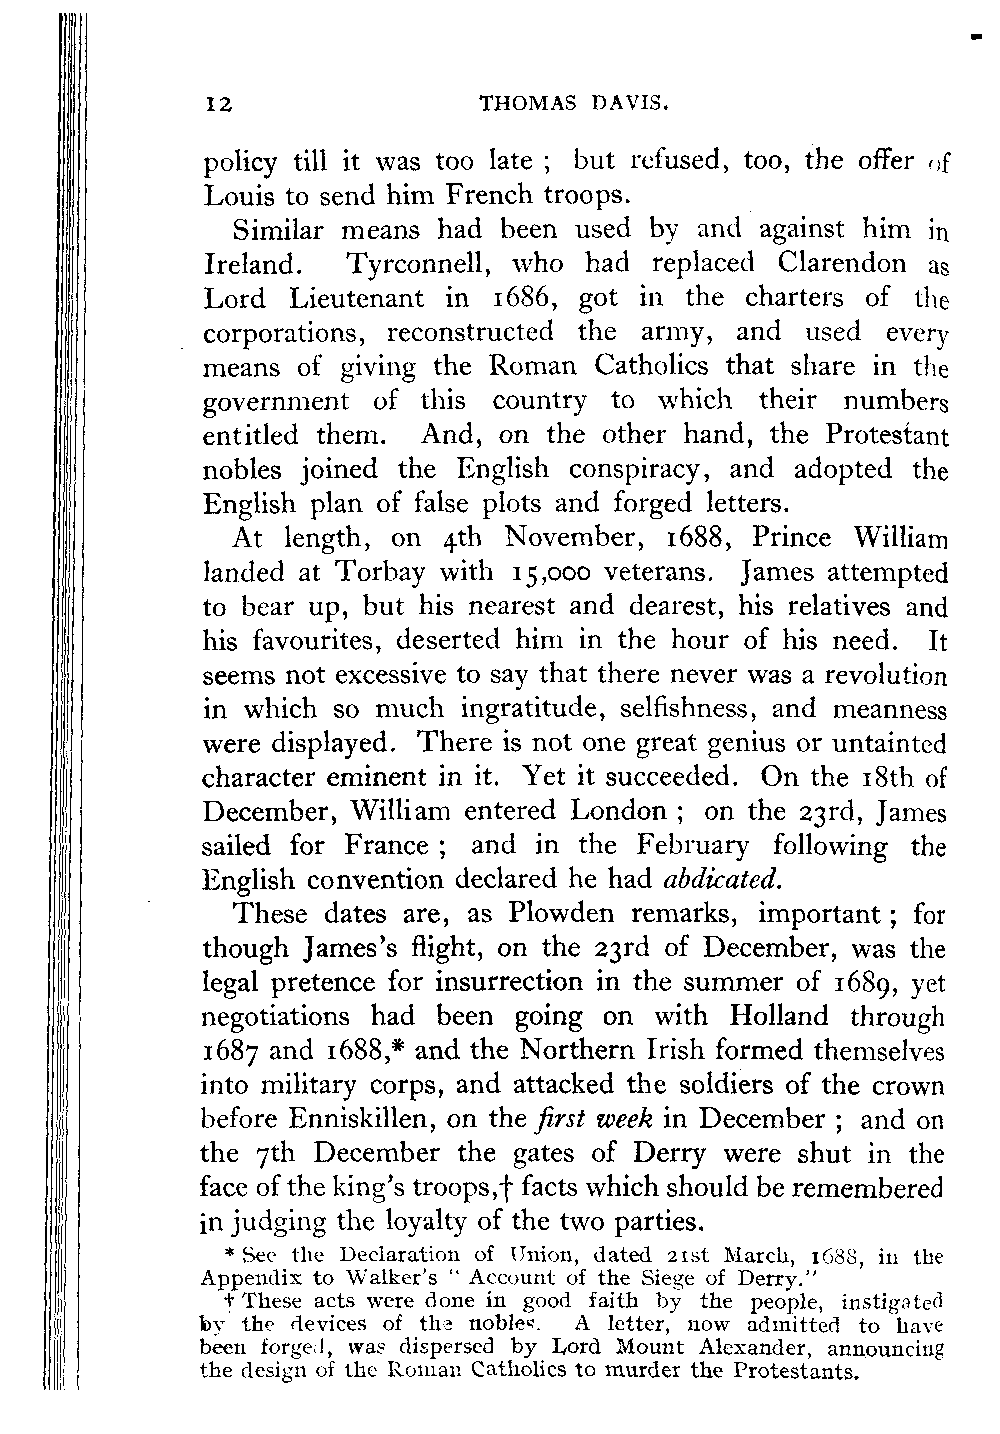 12 THOMAS DAVIS.
policy till it was too late ; but refused, too, the offer of
Louis to send him French troops.
Similar means had been used by and against him in
Ireland. Tyrconnell, who had replaced Clarendon as
Lord Lieutenant in 1686, got in the charters of the
corporations, reconstructed the army, and used every
means of giving the Roman Catholics that share in the
government of this country to which their numbers
entitled them. And, on the other hand, the Protestant
nobles joined the English conspiracy, and adopted the
English plan of false plots and forged letters.
At length, on 4th November, 1688, Prince William
landed at Torbay with 15,000 veterans. James attempted
to bear up, but his nearest and dearest, his relatives and
his favourites, deserted him in the hour of his need. It
seems not excessive to say that there never was a revolution
in which so much ingratitude, selfishness, and meanness
were displayed. There is not one great genius or untainted
character eminent in it. Yet it succeeded. On the 18th of
December, William entered London ; on the 23rd, James
sailed for France ; and in the February following the
English convention declared he had abdicated.
These dates are, as Plowden remarks, important ; for
though James's flight, on the 23rd of December, was the
legal pretence for insurrection in the summer of 1689, yet
negotiations had been going on with Holland through
1687 and 1688,* and the Northern Irish formed themselves
into military corps, and attacked the soldiers of the crown
before Enniskillen, on the first week in December ; and on
the 7th December the gates of Derry were shut in the
face of the king's troops,† facts which should be remembered
in judging the loyalty of the two parties.
* See the Declaration of Union, dated 21st March, 1688, in the
Appendix to Walker's " Account of the Siege of Derry."
† These acts were done in good faith by the people, instigated
by the devices of the nobles. A letter, now admitted to have
been forged, was dispersed by Lord Mount Alexander, announcing
the design of the Roman Catholics to murder the Protestants.